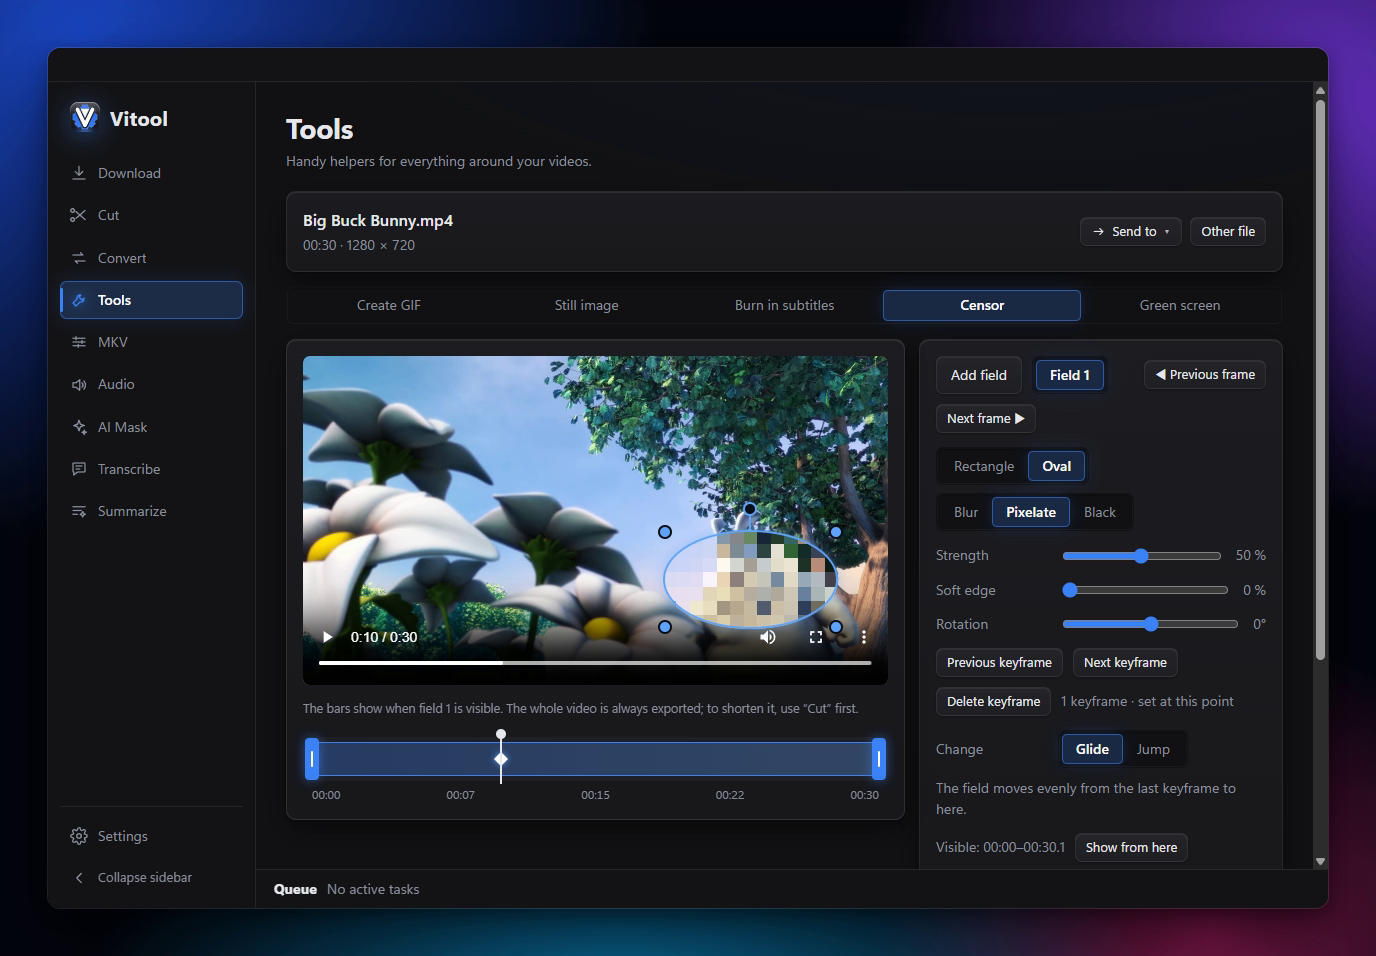 Vitool
Download
Cut
Convert
Tools
MKV
Audio
AI Mask
Transcribe
Summarize
Settings
Collapse sidebar
Tools
Handy helpers for everything around your videos.
Big Buck Bunny.mp4
00:30 · 1280 × 720
→ Send to
Other file
Create GIF
Still image
Burn in subtitles
Censor
Green screen
0:10 / 0:30
The bars show when field 1 is visible. The whole video is always exported; to shorten it, use “Cut” first.
00:00 00:07 00:15 00:22 00:30
Add field Field 1 ◀ Previous frame
Next frame ▶
Rectangle Oval
Blur Pixelate Black
Strength 50 %
Soft edge 0 %
Rotation 0°
Previous keyframe Next keyframe
Delete keyframe 1 keyframe · set at this point
Change Glide Jump
The field moves evenly from the last keyframe to
here.
Visible: 00:00–00:30.1 Show from here
Queue No active tasks